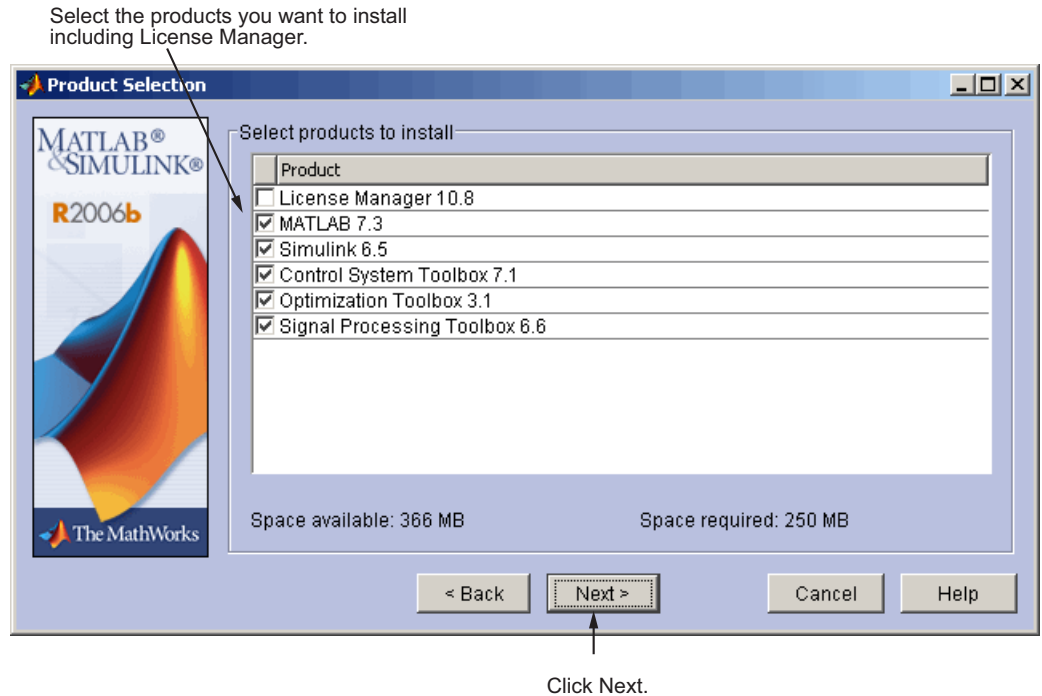 Select the products you want to install
including License Manager.
Product Selection
MATLAB®
&SIMULINK®
R2006b
The MathWorks
Select products to install
Product
License Manager 10.8
MATLAB 7.3
Simulink 6.5
Control System Toolbox 7.1
Optimization Toolbox 3.1
Signal Processing Toolbox 6.6
Space available: 366 MB
Space required: 250 MB
< Back
Next >
Cancel
Help
Click Next.